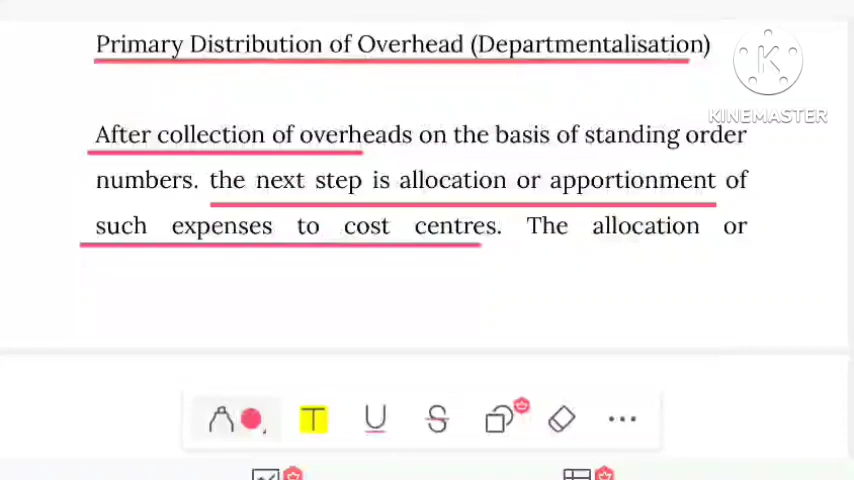 Primary Distribution of Overhead (Departmentalisation)
K
KINEMASTER
After collection of overheads on the basis of standing order
numbers. the next step is allocation or apportionment of
such expenses to cost centres. The allocation or
T
U
S